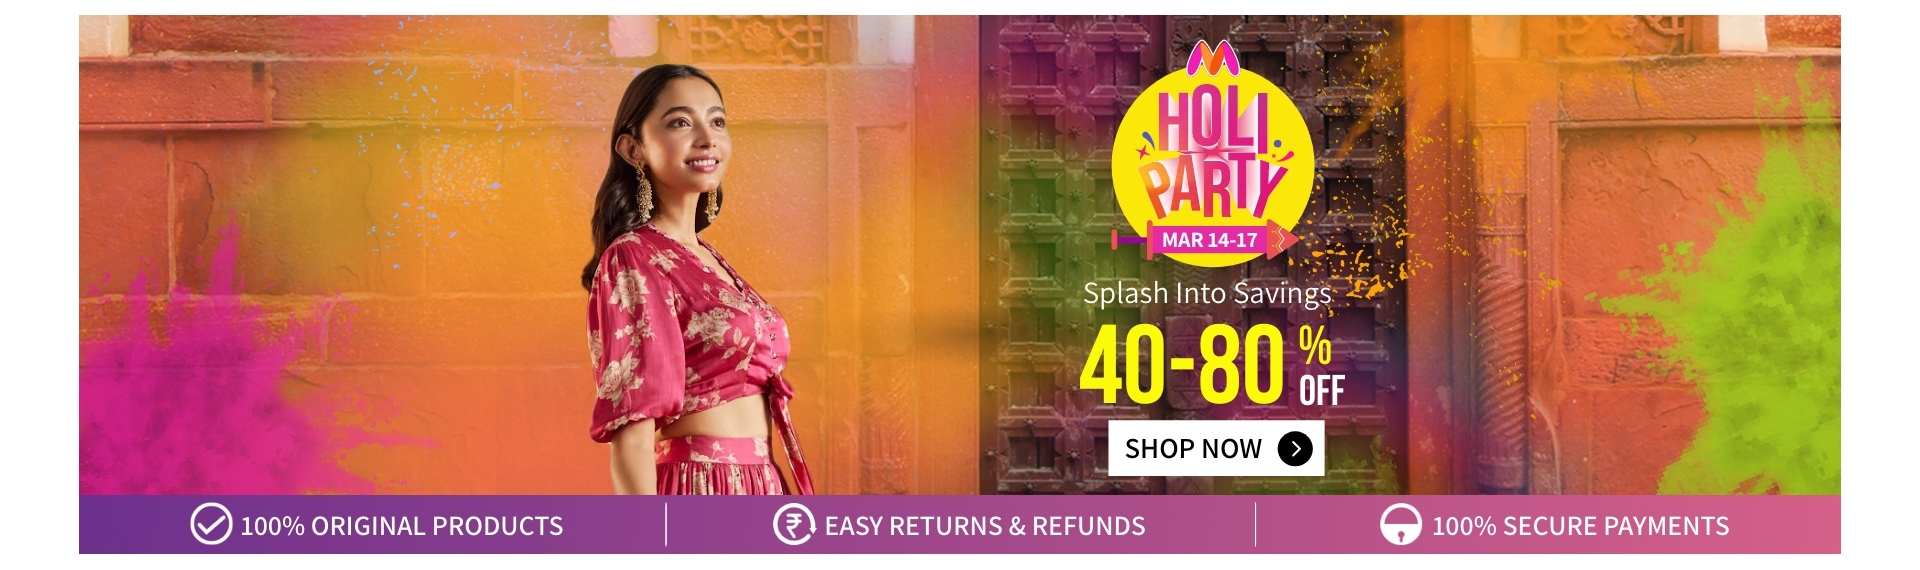 HOLI
PARTY
MAR 14-17
Splash Into Savings
40-80% OFF
SHOP NOW
100% ORIGINAL PRODUCTS
EASY RETURNS & REFUNDS
100% SECURE PAYMENTS